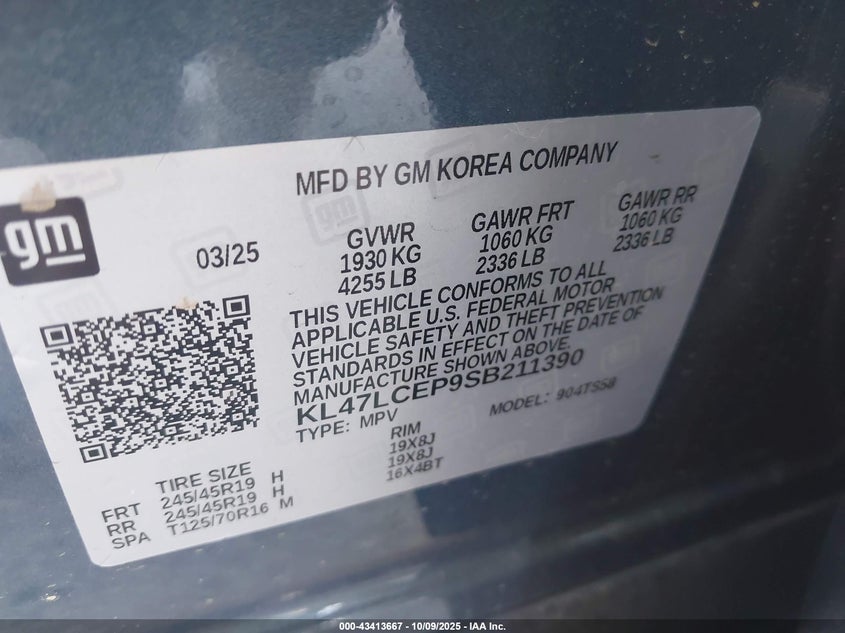 MFD BY GM KOREA COMPANY
gm
03/25
GVWR
1930 KG
4255 LB
GAWR FRT
1060 KG
2336 LB
GAWR RR
1060 KG
2336 LB
THIS VEHICLE CONFORMS TO ALL
APPLICABLE U.S. FEDERAL MOTOR
VEHICLE SAFETY AND THEFT PREVENTION
STANDARDS IN EFFECT ON THE DATE OF
MANUFACTURE SHOWN ABOVE.
KL47LCEP9SB211390
TYPE: MPV
MODEL: 904TS58
TIRE SIZE
RIM
FRT 245/45R19 H 19X8J
RR 245/45R19 H 19X8J
SPA T125/70R16 M 16X4BT
000-43413667 - 10/09/2025 - IAA Inc.